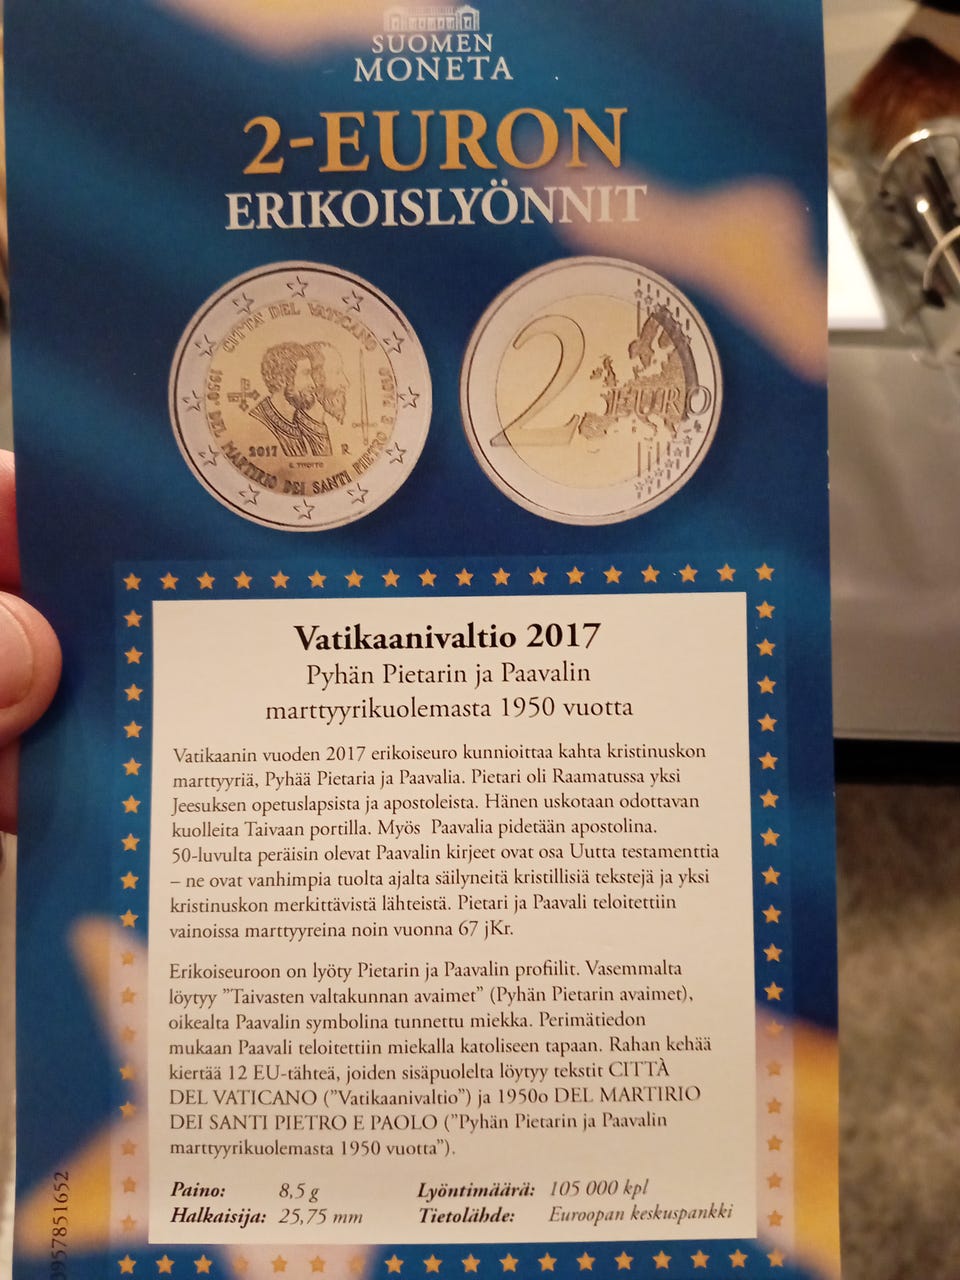 SUOMEN
MONETA
2-EURON
ERIKOISLYÖNNIT
CITTA' DEL VATICANO
1950° DEL MARTIRIO DEI SANTI PIETRO E PAOLO
2017 R
2 EURO
Vatikaanivaltio 2017
Pyhän Pietarin ja Paavalin
marttyyrikuolemasta 1950 vuotta
Vatikaanin vuoden 2017 erikoiseuro kunnioittaa kahta kristinuskon
marttyyriä, Pyhää Pietaria ja Paavalia. Pietari oli Raamatussa yksi
Jeesuksen opetuslapsista ja apostoleista. Hänen uskotaan odottavan
kuolleita Taivaan portilla. Myös Paavalia pidetään apostolina.
50-luvulta peräisin olevat Paavalin kirjeet ovat osa Uutta testamenttia
– ne ovat vanhimpia tuolta ajalta säilyneitä kristillisiä tekstejä ja yksi
kristinuskon merkittävistä lähteistä. Pietari ja Paavali teloitettiin
vainoissa marttyyreina noin vuonna 67 jKr.
Erikoiseuroon on lyöty Pietarin ja Paavalin profiilit. Vasemmalta
löytyy ”Taivasten valtakunnan avaimet” (Pyhän Pietarin avaimet),
oikealta Paavalin symbolina tunnettu miekka. Perimätiedon
mukaan Paavali teloitettiin miekalla katoliseen tapaan. Rahan kehää
kiertää 12 EU-tähteä, joiden sisäpuolelta löytyy tekstit CITTÀ
DEL VATICANO (”Vatikaanivaltio”) ja 1950o DEL MARTIRIO
DEI SANTI PIETRO E PAOLO (”Pyhän Pietarin ja Paavalin
marttyyrikuolemasta 1950 vuotta”).
Paino: 8,5 g Lyöntimäärä: 105 000 kpl
Halkaisija: 25,75 mm Tietolähde: Euroopan keskuspankki